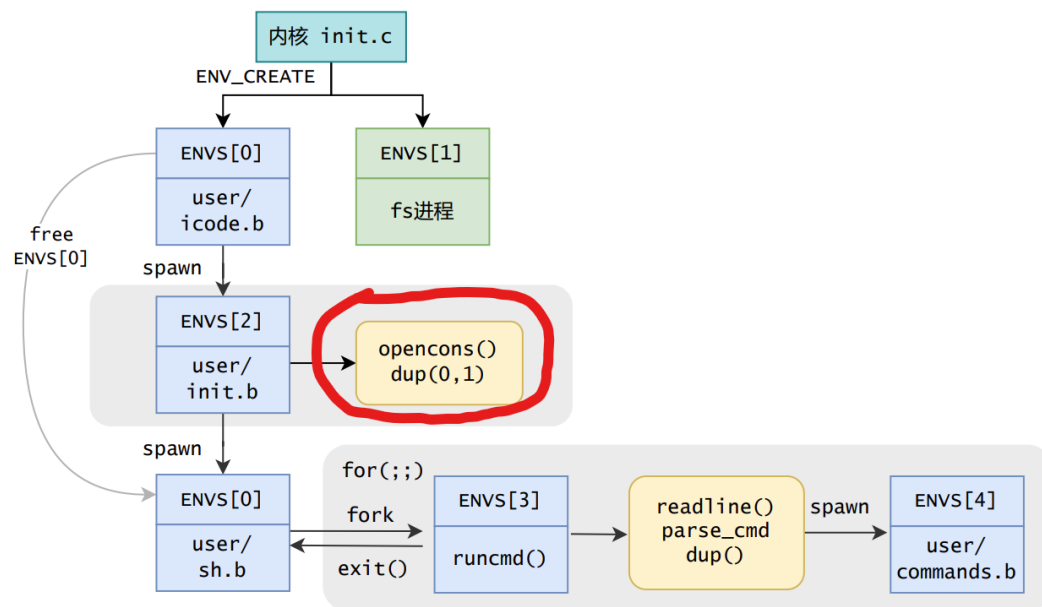 内核 init.c
ENV_CREATE
ENVS[0]
user/
icode.b
ENVS[1]
fs进程
free
ENVS[0]
spawn
ENVS[2]
user/
init.b
opencons()
dup(0,1)
spawn
ENVS[0]
user/
sh.b
for(;;)
fork
exit()
ENVS[3]
runcmd()
readline()
parse_cmd
dup()
spawn
ENVS[4]
user/
commands.b